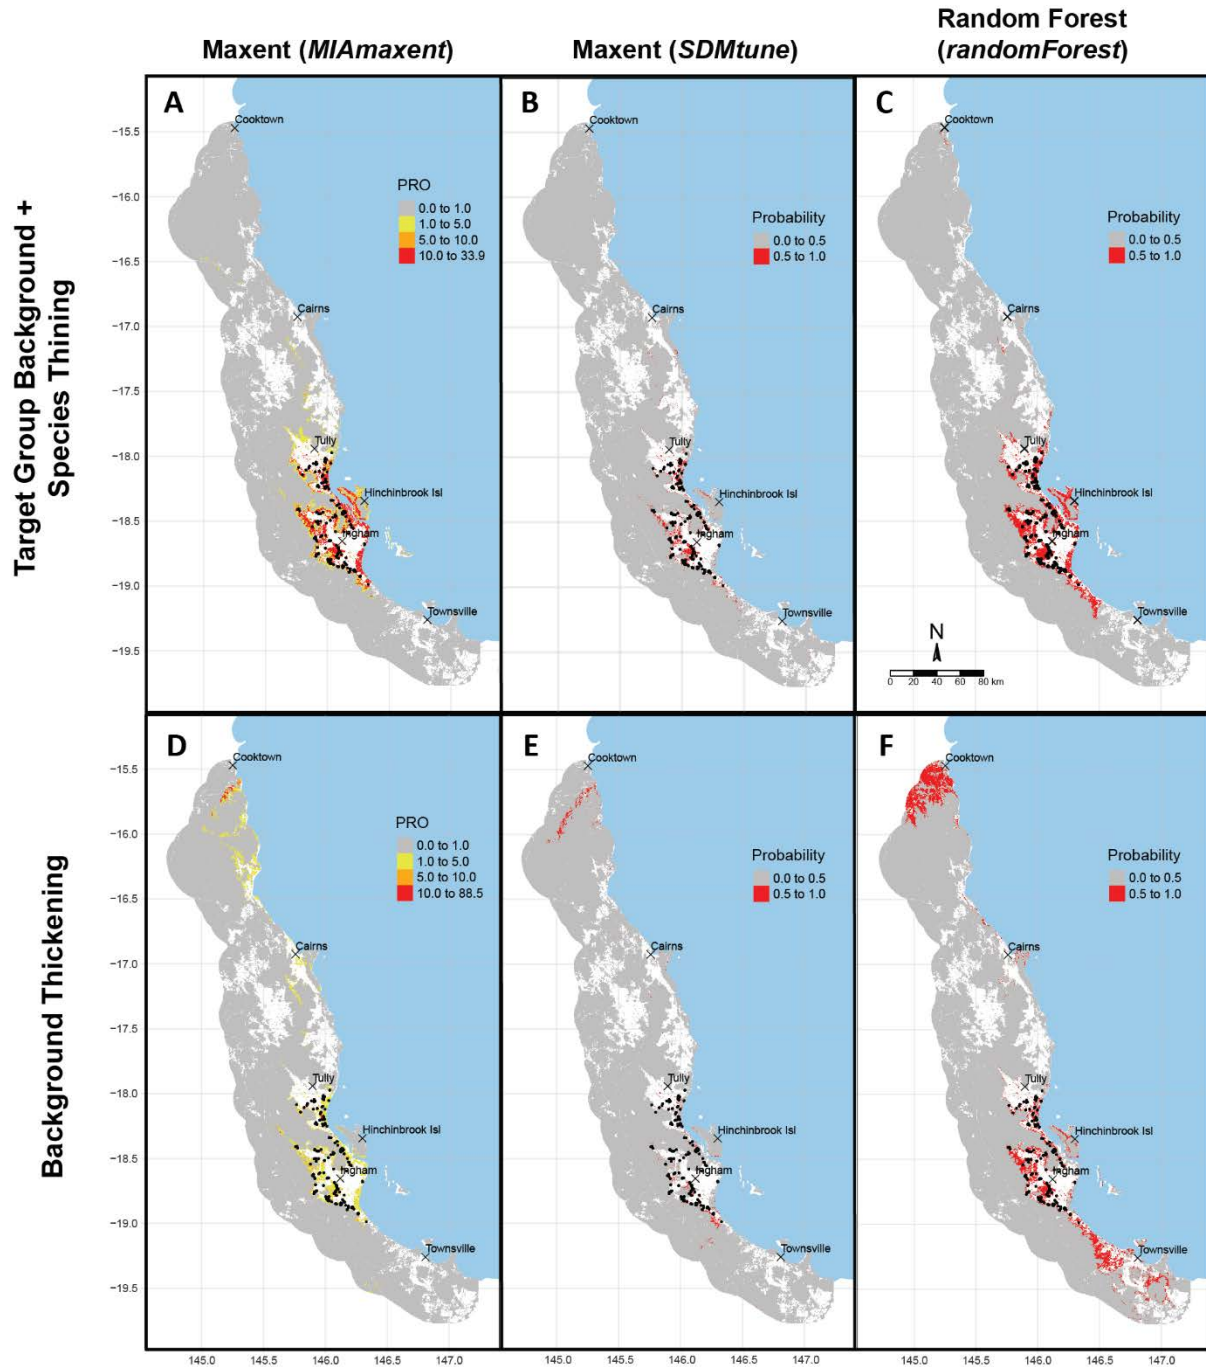 Maxent (MIAmaxent)
Maxent (SDMtune)
Random Forest
(randomForest)
Target Group Background +
Species Thining
Background Thickening
A
Cooktown
Cairns
Tully
Hinchinbrook Isl
Ingham
Townsville
PRO
0.0 to 1.0
1.0 to 5.0
5.0 to 10.0
10.0 to 33.9
−15.5
−16.0
−16.5
−17.0
−17.5
−18.0
−18.5
−19.0
−19.5
B
Cooktown
Cairns
Tully
Hinchinbrook Isl
Ingham
Townsville
Probability
0.0 to 0.5
0.5 to 1.0
C
Cooktown
Cairns
Tully
Hinchinbrook Isl
Ingham
Townsville
Probability
0.0 to 0.5
0.5 to 1.0
N
0 20 40 60 80 km
D
Cooktown
Cairns
Tully
Hinchinbrook Isl
Ingham
Townsville
PRO
0.0 to 1.0
1.0 to 5.0
5.0 to 10.0
10.0 to 88.5
−15.5
−16.0
−16.5
−17.0
−17.5
−18.0
−18.5
−19.0
−19.5
145.0 145.5 146.0 146.5 147.0
E
Cooktown
Cairns
Tully
Hinchinbrook Isl
Ingham
Townsville
Probability
0.0 to 0.5
0.5 to 1.0
145.0 145.5 146.0 146.5 147.0
F
Cooktown
Cairns
Tully
Hinchinbrook Isl
Ingham
Townsville
Probability
0.0 to 0.5
0.5 to 1.0
145.0 145.5 146.0 146.5 147.0